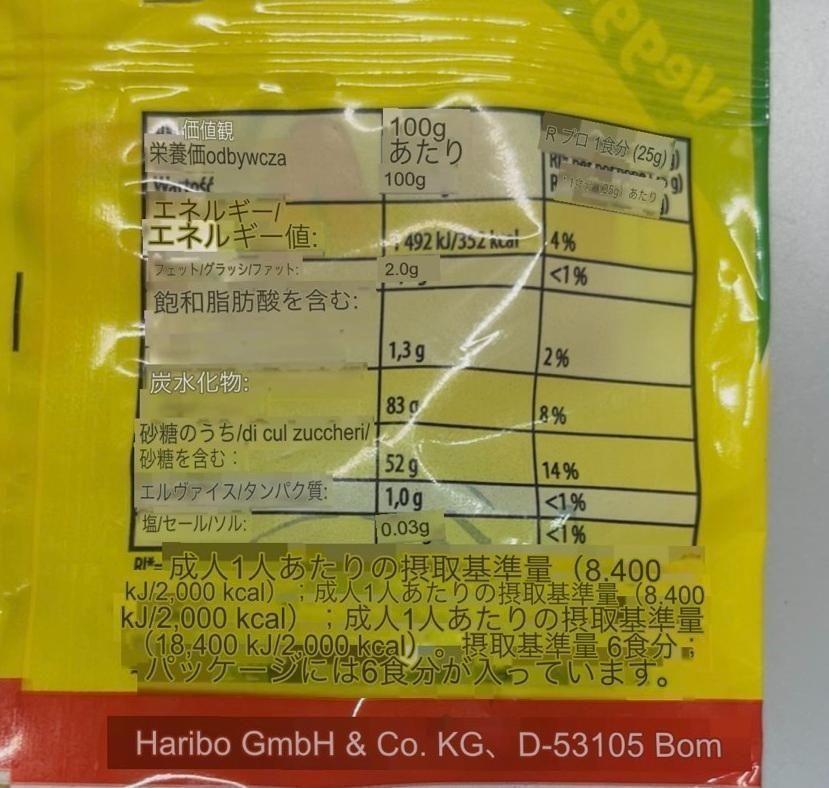 veggi
価値観
栄養価odbywcza
100g
あたり
100g
R プロ 1食分 (25g)
エネルギー/
エネルギー値:
492 kJ/352 kcal
4%
フェット/グラッシ/ファット:
2.0g
<1%
飽和脂肪酸を含む:
1,3 g
2%
炭水化物:
83 g
8%
砂糖のうち/di cul zuccheri/
砂糖を含む:
52 g
14%
エルヴァイス/タンパク質:
1,0 g
<1%
塩/セール/ソル:
0.03g
<1%
RI*= 成人1人あたりの摂取基準量（8.400
kJ/2,000 kcal）；成人1人あたりの摂取基準量（8.400
kJ/2,000 kcal）；成人1人あたりの摂取基準量
（18,400 kJ/2,000 kcal）。摂取基準量 6食分；
パッケージには6食分が入っています。
Haribo GmbH & Co. KG、D-53105 Bom